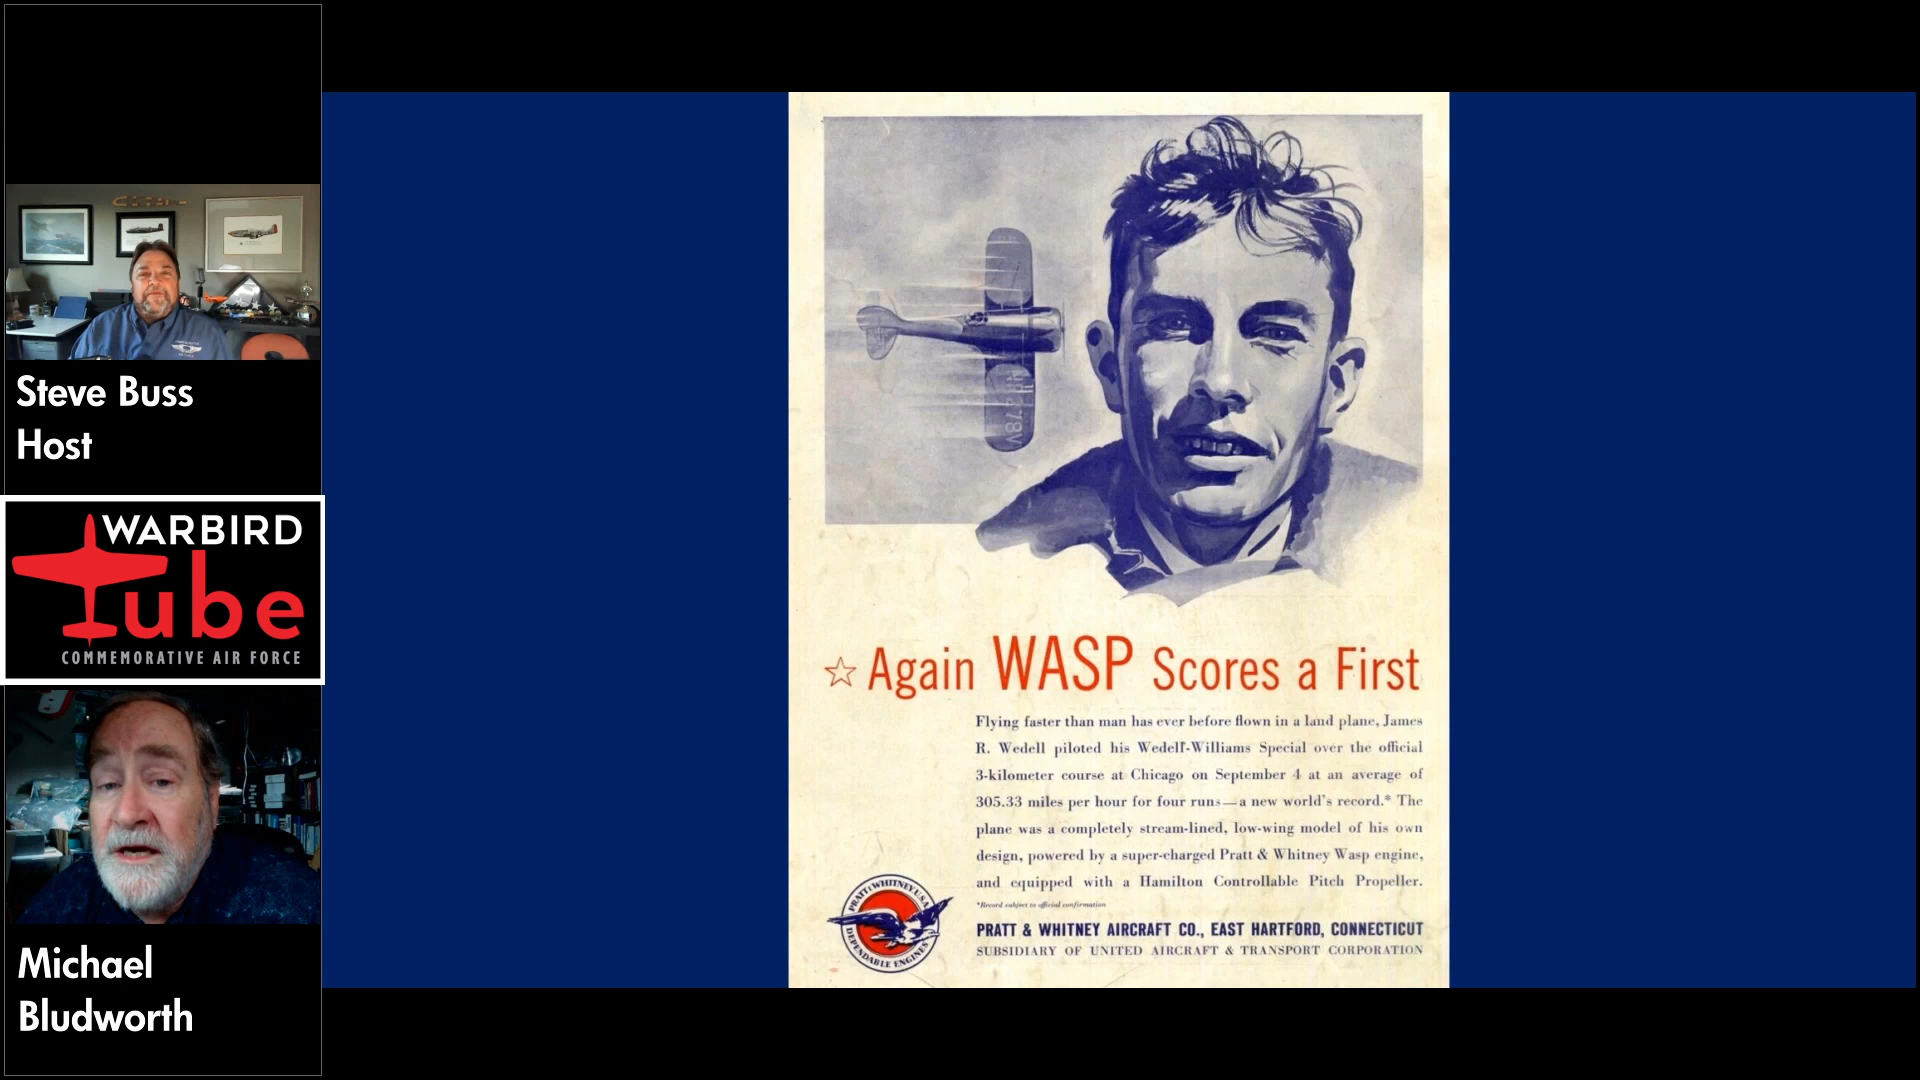 Steve Buss
Host
WARBIRD
Tube
COMMEMORATIVE AIR FORCE
Michael
Bludworth
☆ Again WASP Scores a First
Flying faster than man has ever before flown in a land plane, James
R. Wedell piloted his Wedell-Williams Special over the official
3-kilometer course at Chicago on September 4 at an average of
305.33 miles per hour for four runs—a new world's record.* The
plane was a completely stream-lined, low-wing model of his own
design, powered by a super-charged Pratt & Whitney Wasp engine,
and equipped with a Hamilton Controllable Pitch Propeller.
*Record subject to official confirmation
PRATT & WHITNEY U.S.A.
DEPENDABLE ENGINES
PRATT & WHITNEY AIRCRAFT CO., EAST HARTFORD, CONNECTICUT
SUBSIDIARY OF UNITED AIRCRAFT & TRANSPORT CORPORATION